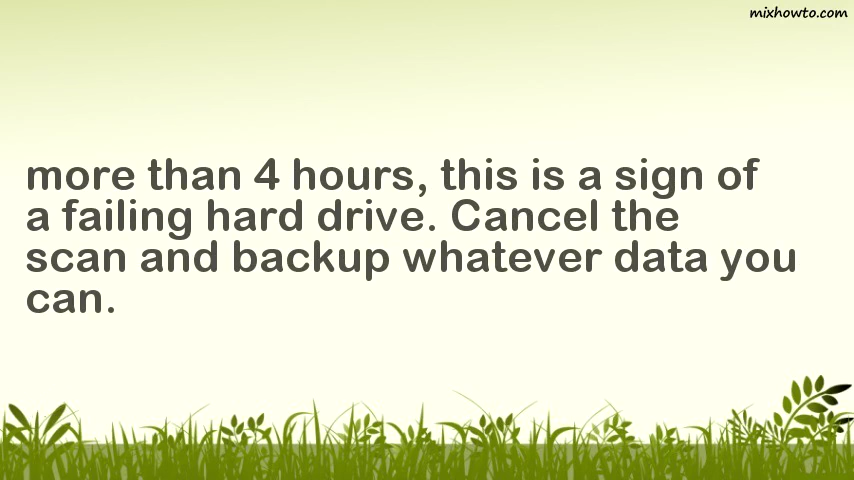 mixhowto.com
more than 4 hours, this is a sign of
a failing hard drive. Cancel the
scan and backup whatever data you
can.